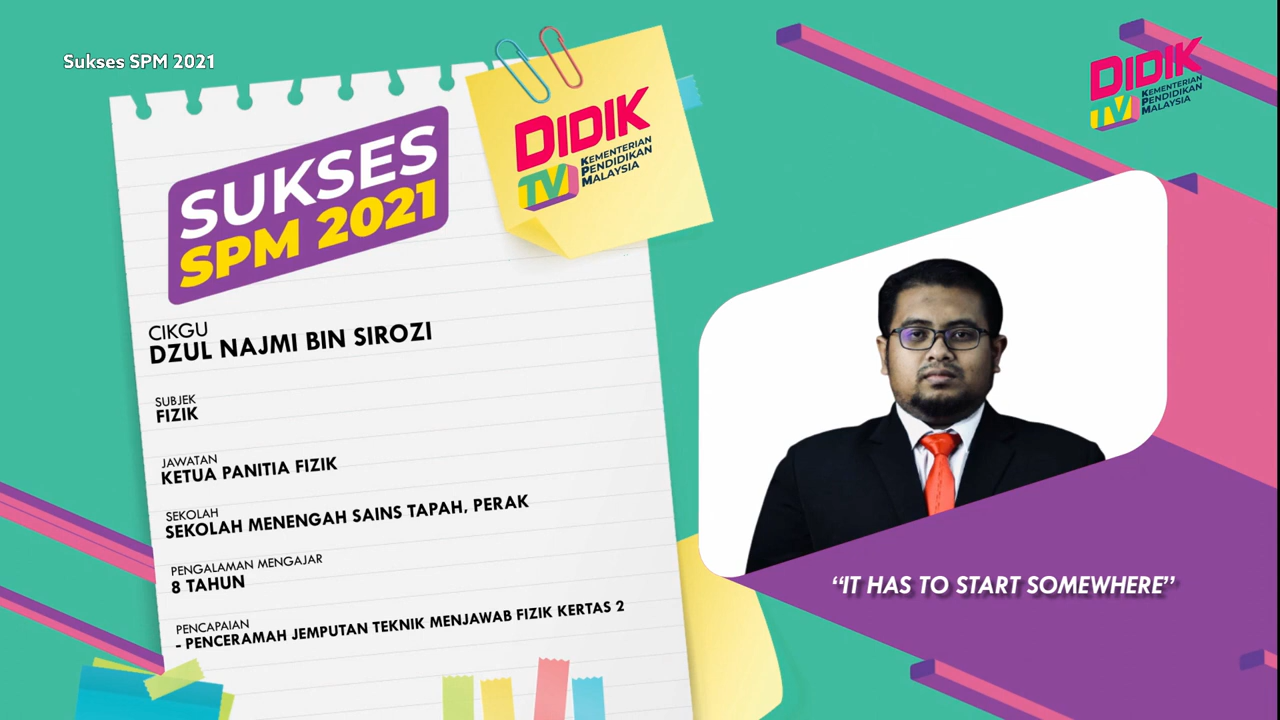 Sukses SPM 2021
SUKSES
SPM 2021
DIDIK
TV
KEMENTERIAN
PENDIDIKAN
MALAYSIA
DIDIK
TV
KEMENTERIAN
PENDIDIKAN
MALAYSIA
CIKGU
DZUL NAJMI BIN SIROZI
SUBJEK
FIZIK
JAWATAN
KETUA PANITIA FIZIK
SEKOLAH
SEKOLAH MENENGAH SAINS TAPAH, PERAK
PENGALAMAN MENGAJAR
8 TAHUN
PENCAPAIAN
- PENCERAMAH JEMPUTAN TEKNIK MENJAWAB FIZIK KERTAS 2
“IT HAS TO START SOMEWHERE”